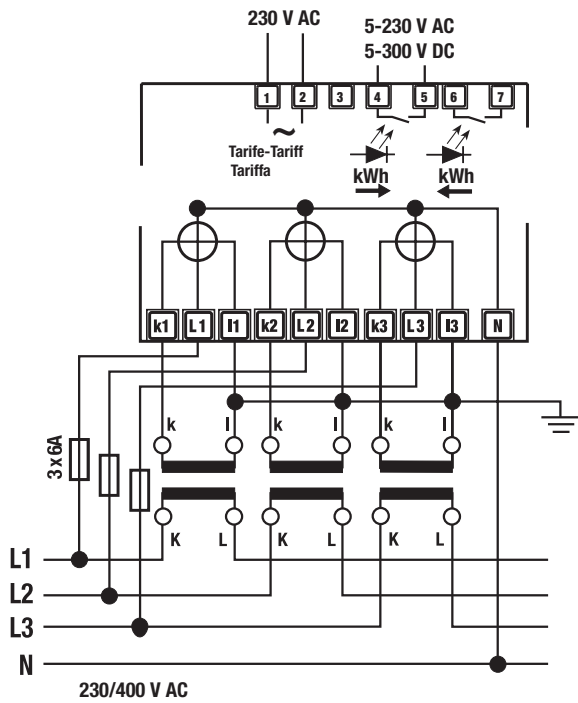 230 V AC
5-230 V AC
5-300 V DC
1 2 3 4 5 6 7
~
Tarife-Tariff
Tariffa
kWh kWh
k1 L1 l1 k2 L2 l2 k3 L3 l3 N
k l k l k l
3x6A
K L K L K L
L1
L2
L3
N
230/400 V AC